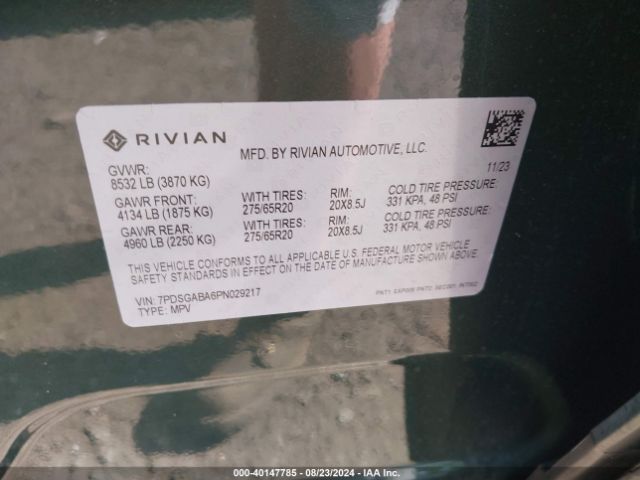 RIVIAN
MFD. BY RIVIAN AUTOMOTIVE, LLC.
11/23
GVWR:
8532 LB (3870 KG)
GAWR FRONT: WITH TIRES: RIM: COLD TIRE PRESSURE:
4134 LB (1875 KG) 275/65R20 20X8.5J 331 KPA, 48 PSI
GAWR REAR: WITH TIRES: RIM: COLD TIRE PRESSURE:
4960 LB (2250 KG) 275/65R20 20X8.5J 331 KPA, 48 PSI
THIS VEHICLE CONFORMS TO ALL APPLICABLE U.S. FEDERAL MOTOR VEHICLE
SAFETY STANDARDS IN EFFECT ON THE DATE OF MANUFACTURE SHOWN ABOVE.
VIN: 7PDSGABA6PN029217
TYPE: MPV
000-40147785 - 08/23/2024 - IAA Inc.